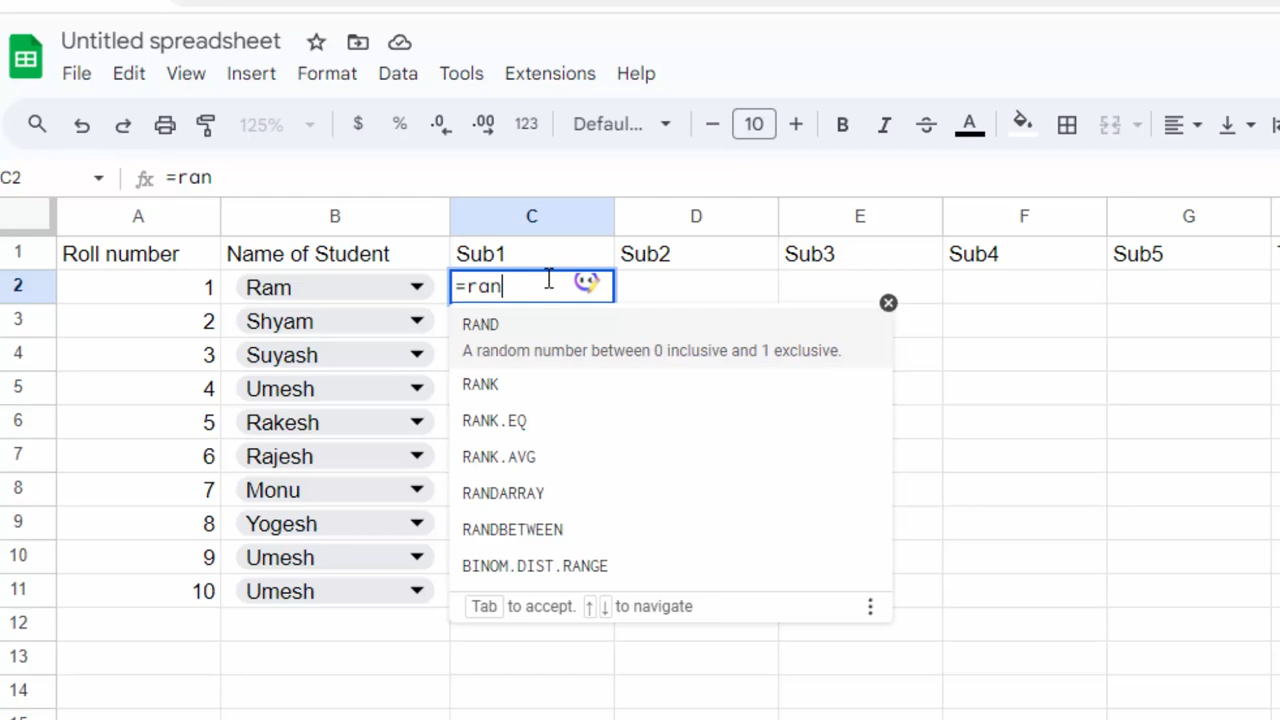 Untitled spreadsheet
File Edit View Insert Format Data Tools Extensions Help
125% $ % .0 .00 123 Defaul... 10 B I A
C2 fx =ran
A B C D E F G
1 Roll number Name of Student Sub1 Sub2 Sub3 Sub4 Sub5
2 1 Ram =ran
3 2 Shyam
4 3 Suyash
5 4 Umesh
6 5 Rakesh
7 6 Rajesh
8 7 Monu
9 8 Yogesh
10 9 Umesh
11 10 Umesh
12
13
14
RAND
A random number between 0 inclusive and 1 exclusive.
RANK
RANK.EQ
RANK.AVG
RANDARRAY
RANDBETWEEN
BINOM.DIST.RANGE
Tab to accept. ↑ ↓ to navigate